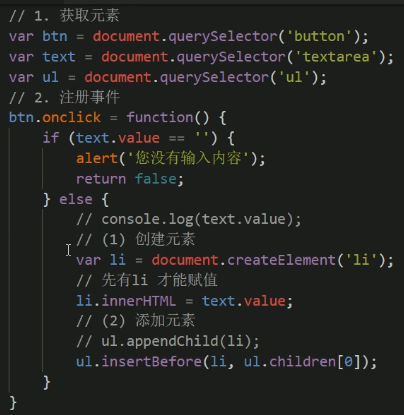 // 1. 获取元素
var btn = document.querySelector('button');
var text = document.querySelector('textarea');
var ul = document.querySelector('ul');
// 2. 注册事件
btn.onclick = function() {
    if (text.value == '') {
        alert('您没有输入内容');
        return false;
    } else {
        // console.log(text.value);
        // (1) 创建元素
        var li = document.createElement('li');
        // 先有li 才能赋值
        li.innerHTML = text.value;
        // (2) 添加元素
        // ul.appendChild(li);
        ul.insertBefore(li, ul.children[0]);
    }
}